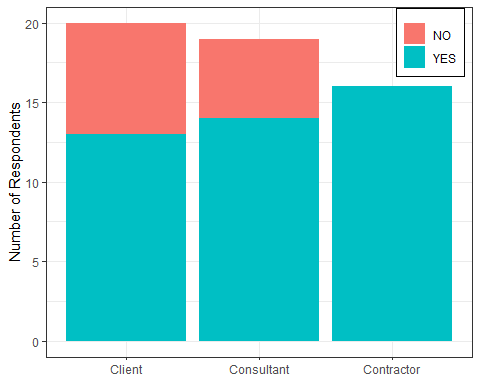 NO
YES
Number of Respondents
20
15
10
5
0
Client
Consultant
Contractor